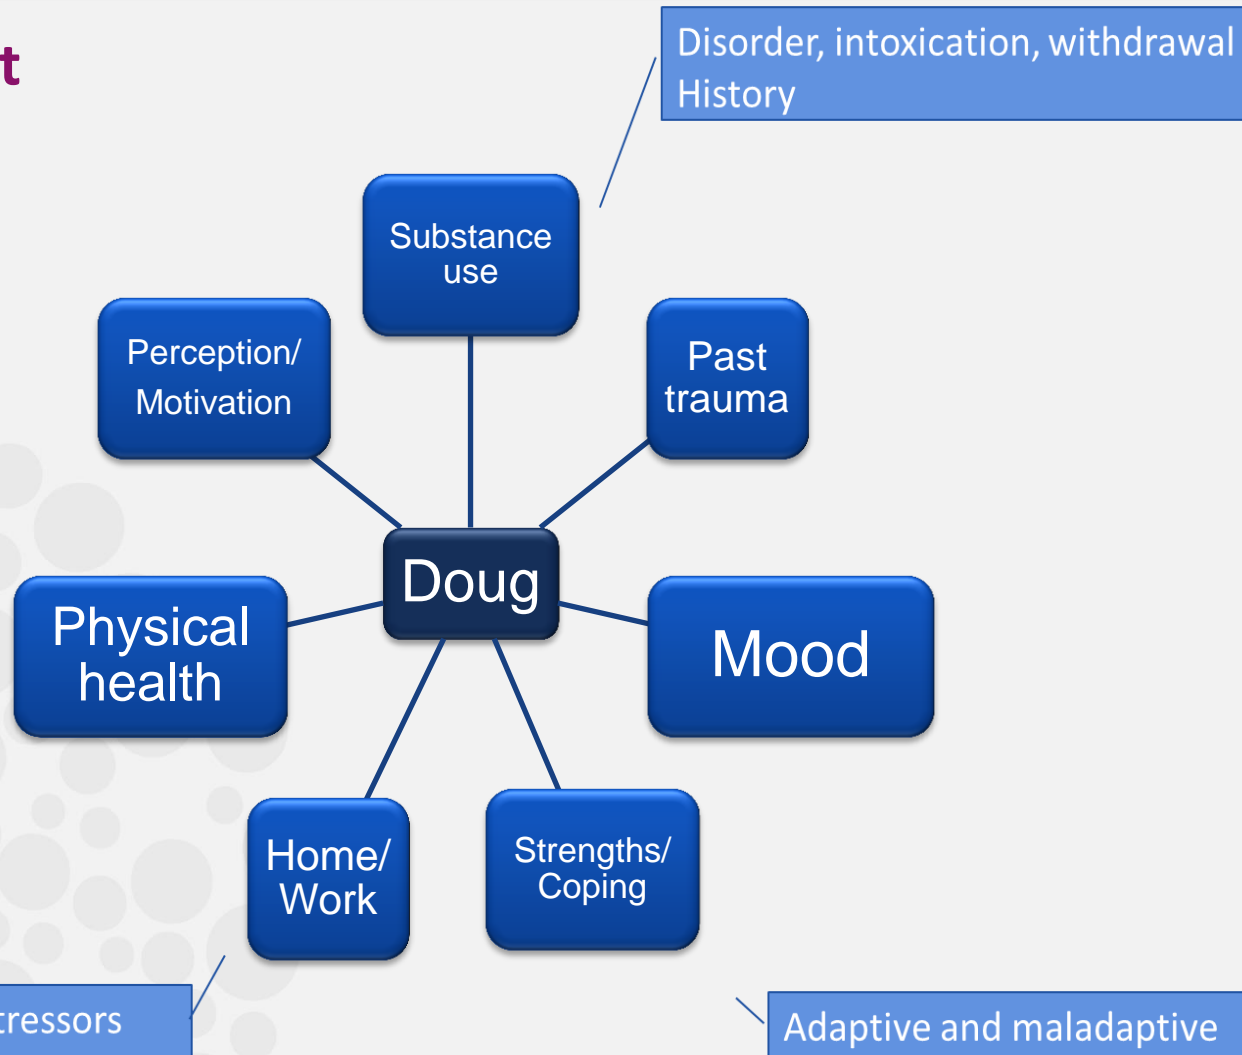 t
Disorder, intoxication, withdrawal
History
Substance
use
Perception/
Motivation
Past
trauma
Doug
Physical
health
Mood
Home/
Work
Strengths/
Coping
tressors
Adaptive and maladaptive